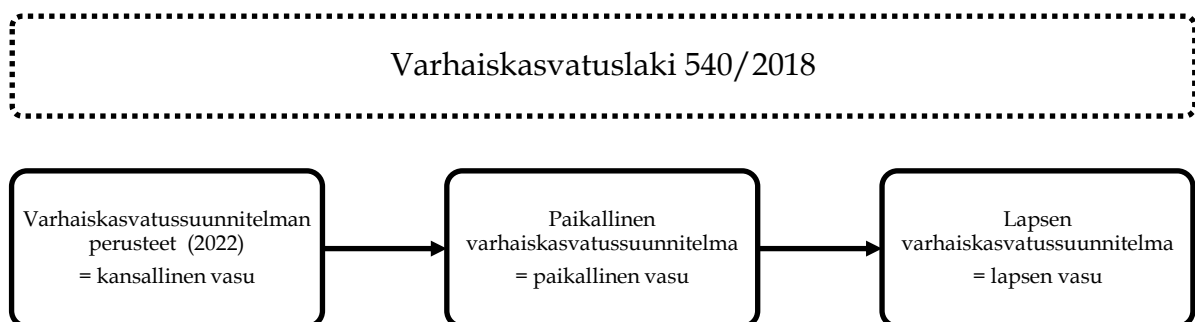 Varhaiskasvatuslaki 540/2018
Varhaiskasvatussuunnitelman
perusteet (2022)
= kansallinen vasu
Paikallinen
varhaiskasvatussuunnitelma
= paikallinen vasu
Lapsen
varhaiskasvatussuunnitelma
= lapsen vasu